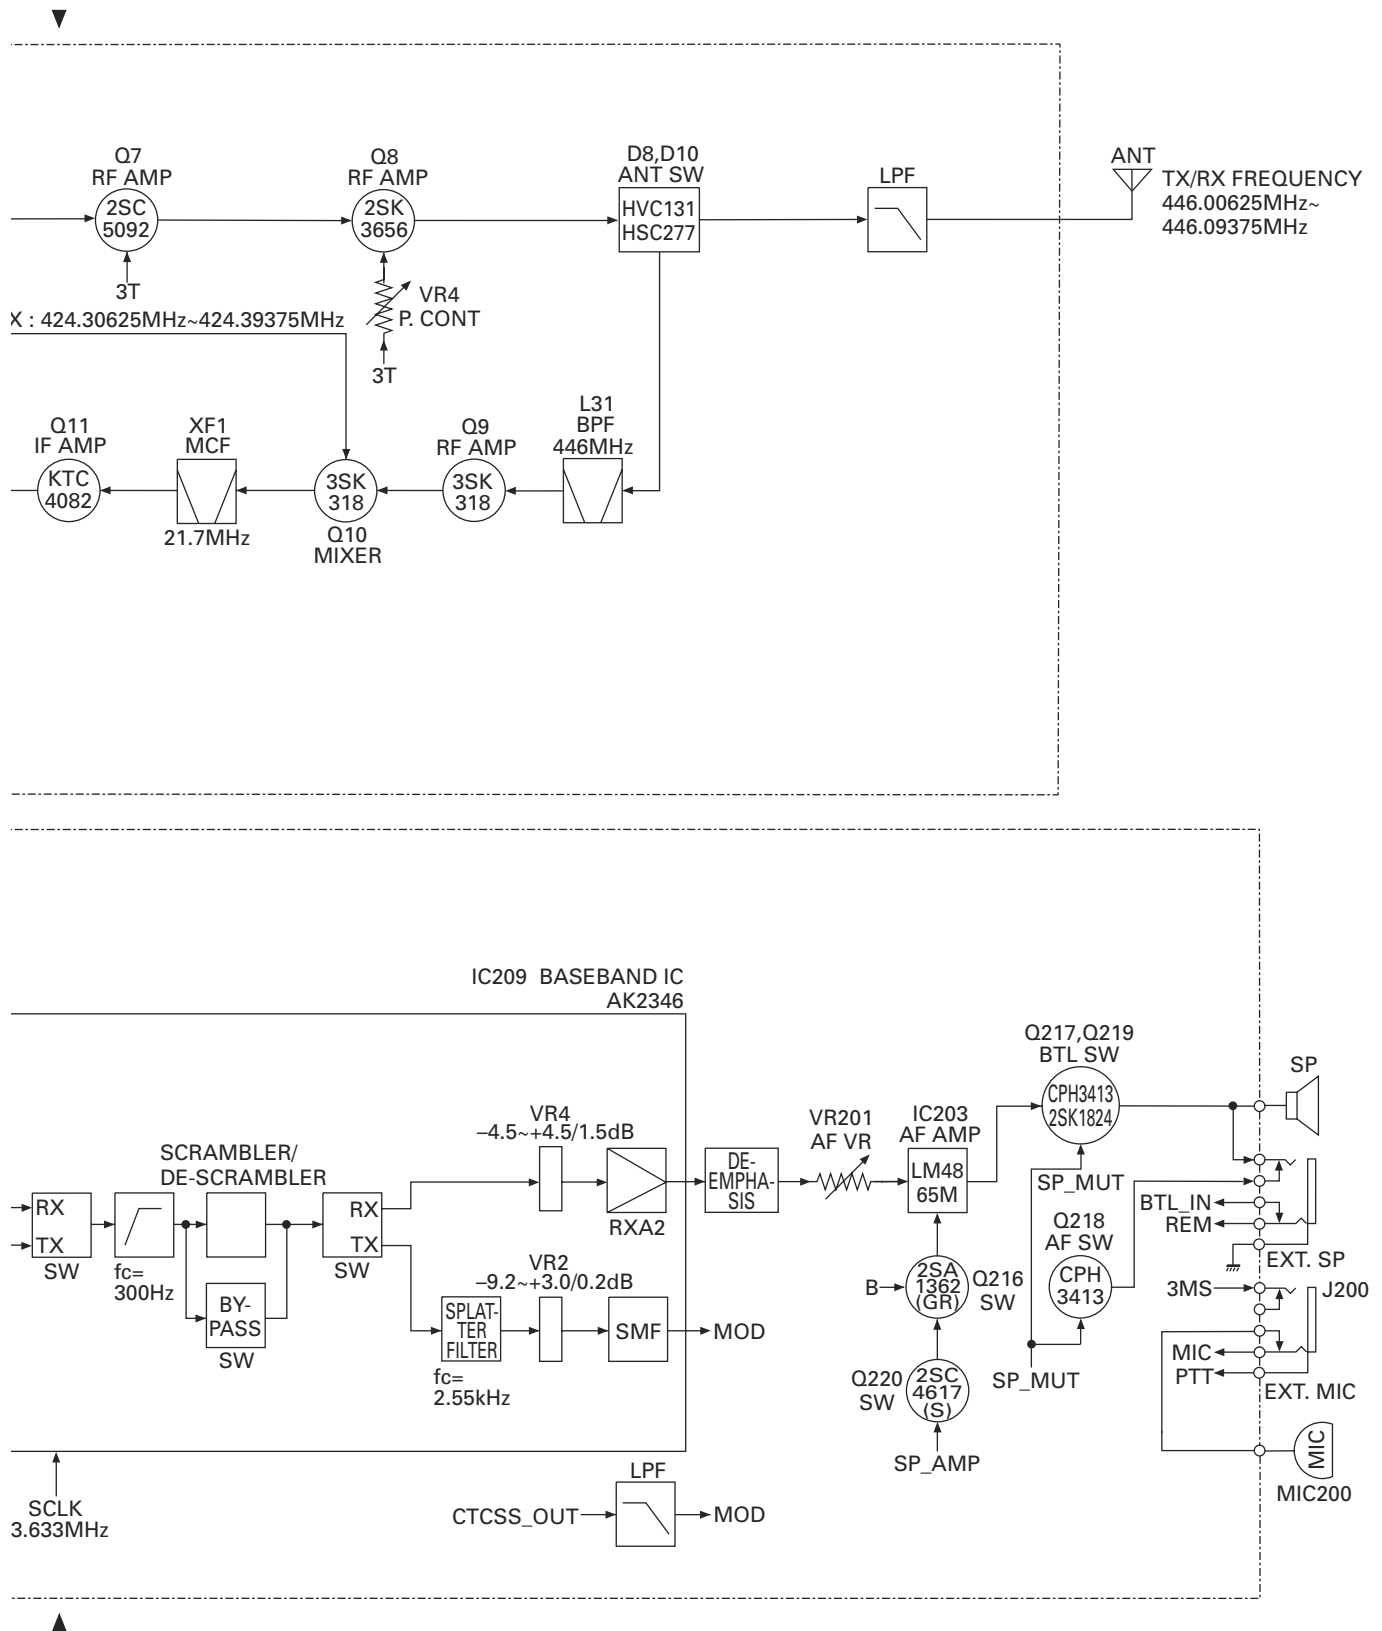 Q7
RF AMP
2SC
5092
3T
Q8
RF AMP
2SK
3656
VR4
P. CONT
3T
D8,D10
ANT SW
HVC131
HSC277
LPF
ANT
TX/RX FREQUENCY
446.00625MHz~
446.09375MHz
X : 424.30625MHz~424.39375MHz
Q11
IF AMP
KTC
4082
XF1
MCF
21.7MHz
3SK
318
Q10
MIXER
Q9
RF AMP
3SK
318
L31
BPF
446MHz
IC209 BASEBAND IC
AK2346
RX
TX
SW
fc=
300Hz
SCRAMBLER/
DE-SCRAMBLER
BY-
PASS
SW
RX
TX
SW
VR4
–4.5~+4.5/1.5dB
RXA2
VR2
–9.2~+3.0/0.2dB
SPLAT-
TER
FILTER
fc=
2.55kHz
SMF
MOD
DE-
EMPHA-
SIS
VR201
AF VR
IC203
AF AMP
LM48
65M
Q217,Q219
BTL SW
CPH3413
2SK1824
SP_MUT
Q218
AF SW
CPH
3413
SP_MUT
B
2SA
1362
(GR)
Q216
SW
Q220
SW
2SC
4617
(S)
SP_AMP
SP
BTL_IN
REM
EXT. SP
3MS
J200
MIC
PTT
EXT. MIC
MIC
MIC200
SCLK
3.633MHz
CTCSS_OUT
LPF
MOD